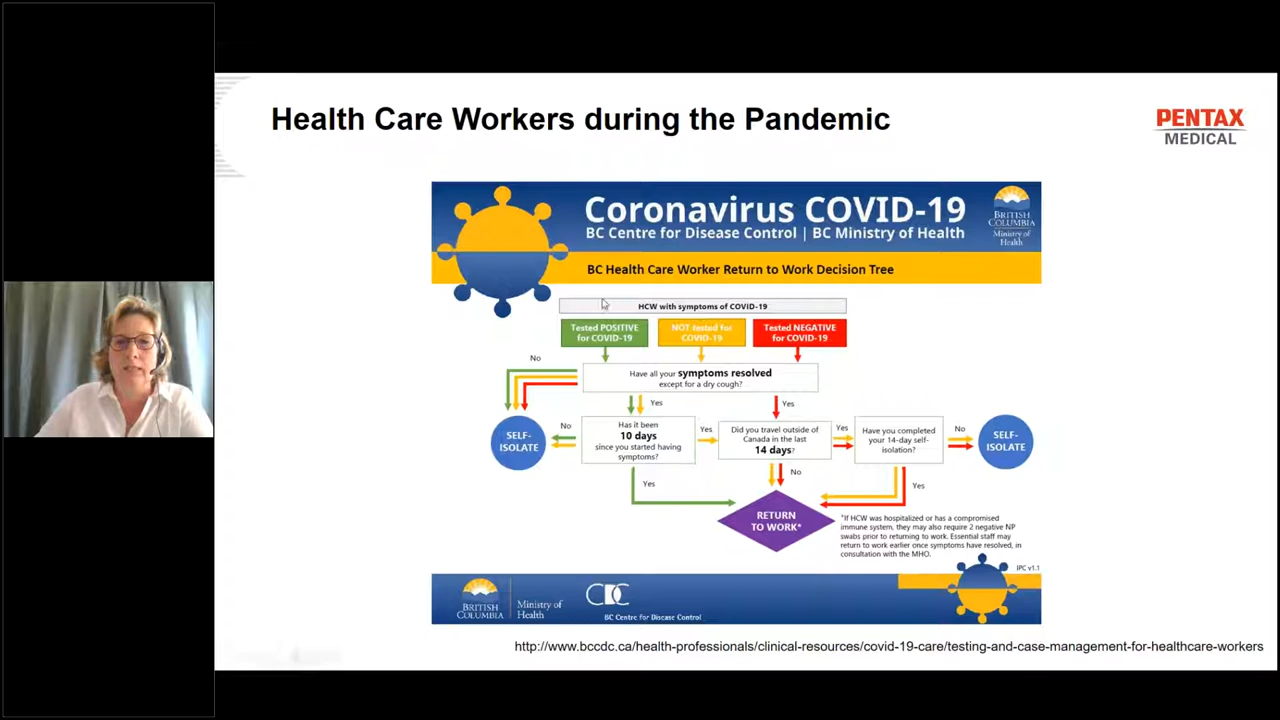 Health Care Workers during the Pandemic
PENTAX
MEDICAL
Coronavirus COVID-19
BC Centre for Disease Control | BC Ministry of Health
BRITISH
COLUMBIA
Ministry of
Health
BC Health Care Worker Return to Work Decision Tree
HCW with symptoms of COVID-19
Tested POSITIVE
for COVID-19
NOT tested for
COVID-19
Tested NEGATIVE
for COVID-19
No
Have all your symptoms resolved
except for a dry cough?
Yes
Yes
SELF-
ISOLATE
No
Has it been
10 days
since you started having
symptoms?
Yes
Did you travel outside of
Canada in the last
14 days?
Yes
Have you completed
your 14-day self-
isolation?
No
SELF-
ISOLATE
Yes
No
Yes
RETURN
TO WORK*
*If HCW was hospitalized or has a compromised
immune system, they may also require 2 negative NP
swabs prior to returning to work. Essential staff may
return to work earlier once symptoms have resolved, in
consultation with the MHO.
IPC v1.1
BRITISH
COLUMBIA
Ministry of
Health
CDC
BC Centre for Disease Control
http://www.bccdc.ca/health-professionals/clinical-resources/covid-19-care/testing-and-case-management-for-healthcare-workers